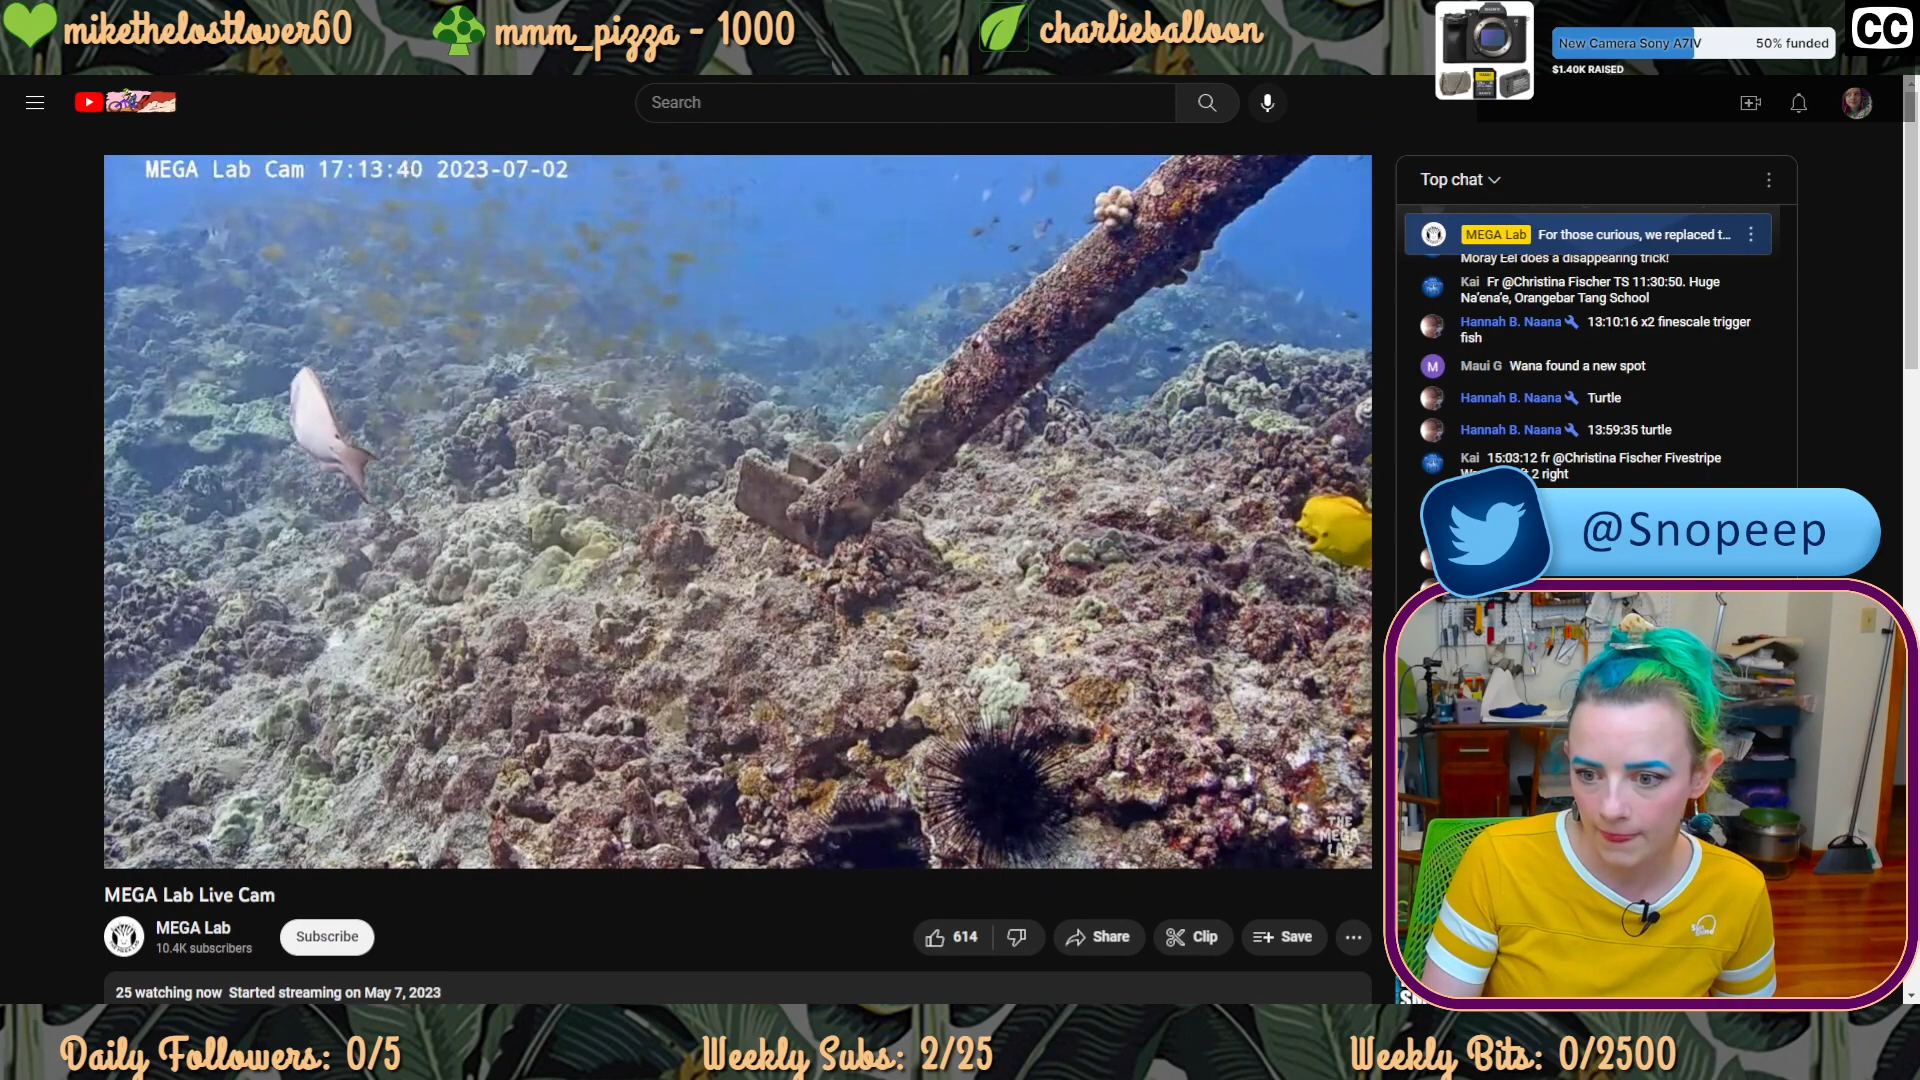 mikethelostlover60
mmm_pizza - 1000
charlieballoon
SONY
New Camera Sony A7IV 50% funded
$1.40K RAISED
CC
Search
MEGA Lab Cam 17:13:40 2023-07-02
Top chat
MEGA Lab For those curious, we replaced t...
Moray Eel does a disappearing trick!
Kai Fr @Christina Fischer TS 11:30:50. Huge
Na'ena'e, Orangebar Tang School
Hannah B. Naana 13:10:16 x2 finescale trigger
fish
M Maui G Wana found a new spot
Hannah B. Naana Turtle
Hannah B. Naana 13:59:35 turtle
Kai 15:03:12 fr @Christina Fischer Fivestripe
2 right
@Snopeep
THE
MEGA
LAB
MEGA Lab Live Cam
MEGA Lab
10.4K subscribers
Subscribe
614
Share
Clip
Save
25 watching now Started streaming on May 7, 2023
Daily Followers: 0/5
Weekly Subs: 2/25
Weekly Bits: 0/2500